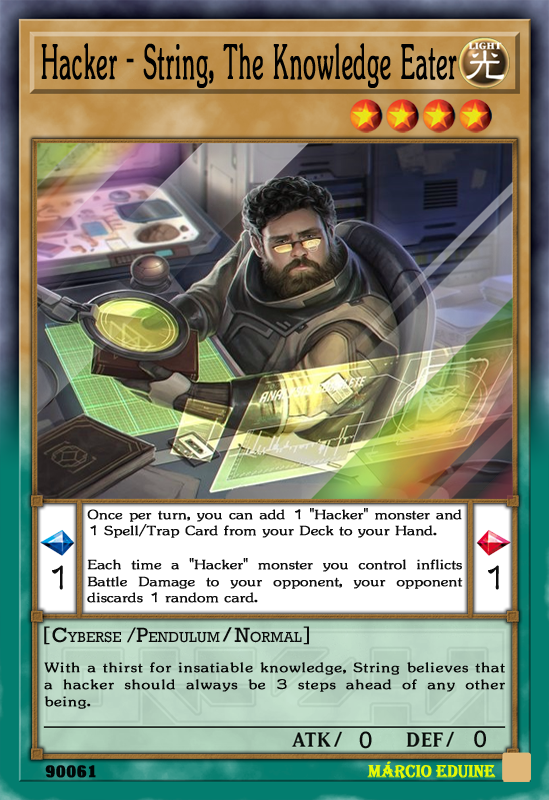 Hacker - String, The Knowledge Eater
LIGHT
光
Once per turn, you can add 1 "Hacker" monster and
1 Spell/Trap Card from your Deck to your Hand.
Each time a "Hacker" monster you control inflicts
Battle Damage to your opponent, your opponent
discards 1 random card.
1
1
[Cyberse /Pendulum/Normal]
With a thirst for insatiable knowledge, String believes that
a hacker should always be 3 steps ahead of any other
being.
ATK/ 0 DEF/ 0
90061
MÁRCIO EDUINE